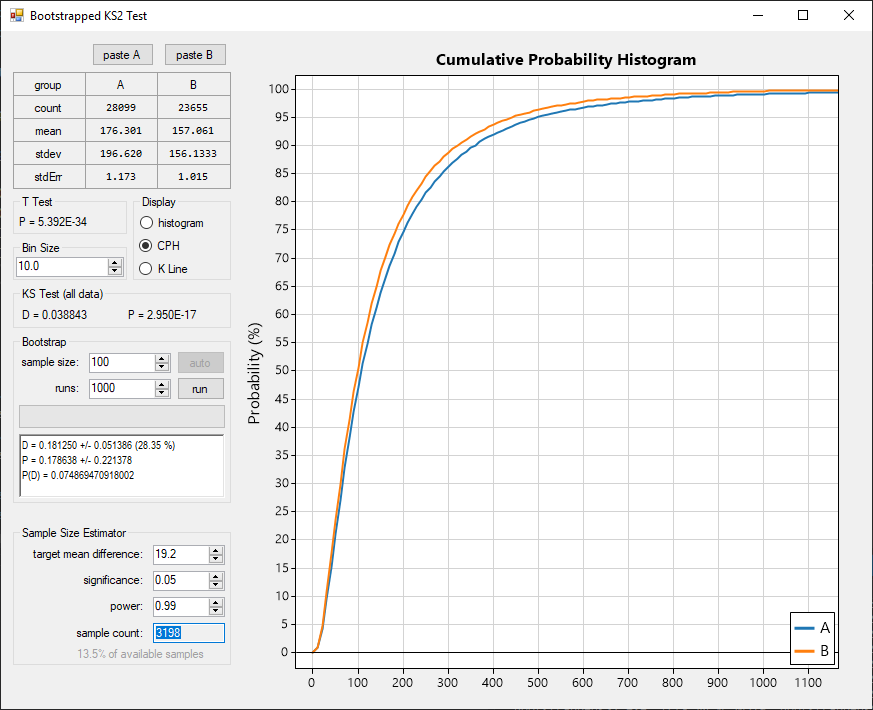 Bootstrapped KS2 Test
paste A paste B
group A B
count 28099 23655
mean 176.301 157.061
stdev 196.620 156.1333
stdErr 1.173 1.015
T Test
P = 5.392E-34
Display
histogram
CPH
K Line
Bin Size
10.0
KS Test (all data)
D = 0.038843 P = 2.950E-17
Bootstrap
sample size: 100 auto
runs: 1000 run
D = 0.181250 +/- 0.051386 (28.35 %)
P = 0.178638 +/- 0.221378
P(D) = 0.074869470918002
Sample Size Estimator
target mean difference: 19.2
significance: 0.05
power: 0.99
sample count: 3198
13.5% of available samples
Cumulative Probability Histogram
Probability (%)
100
95
90
85
80
75
70
65
60
55
50
45
40
35
30
25
20
15
10
5
0
0 100 200 300 400 500 600 700 800 900 1000 1100
A
B